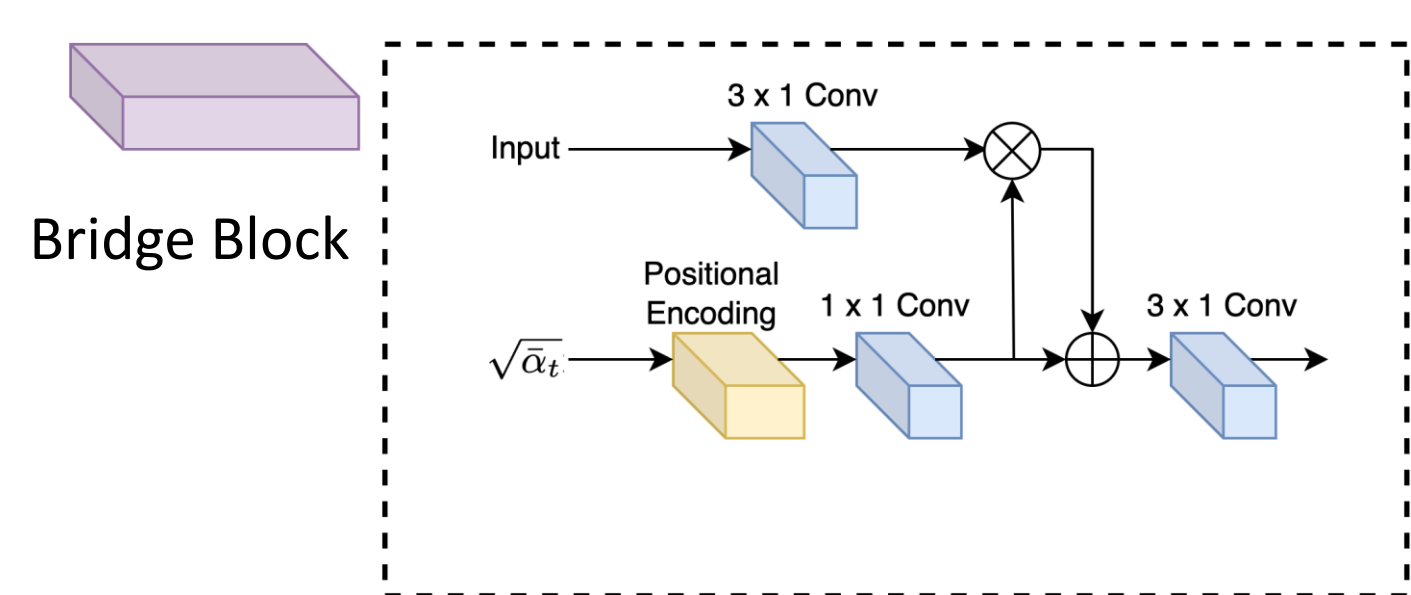 3 x 1 Conv
Input
Bridge Block
Positional
Encoding
1 x 1 Conv
3 x 1 Conv
√ᾱₜ